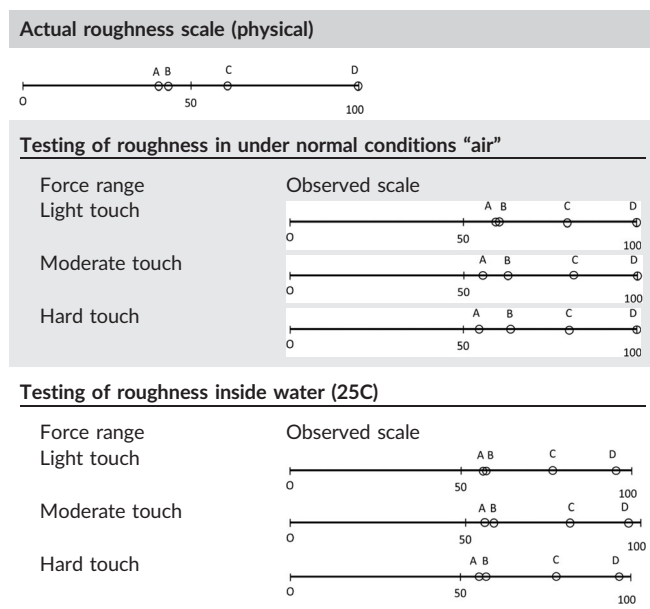 Actual roughness scale (physical)
A B C D
O 50 100
Testing of roughness in under normal conditions “air”
Force range Observed scale
Light touch A B C D
O 50 100
Moderate touch A B C D
O 50 100
Hard touch A B C D
O 50 100
Testing of roughness inside water (25C)
Force range Observed scale
Light touch A B C D
O 50 100
Moderate touch A B C D
O 50 100
Hard touch A B C D
O 50 100